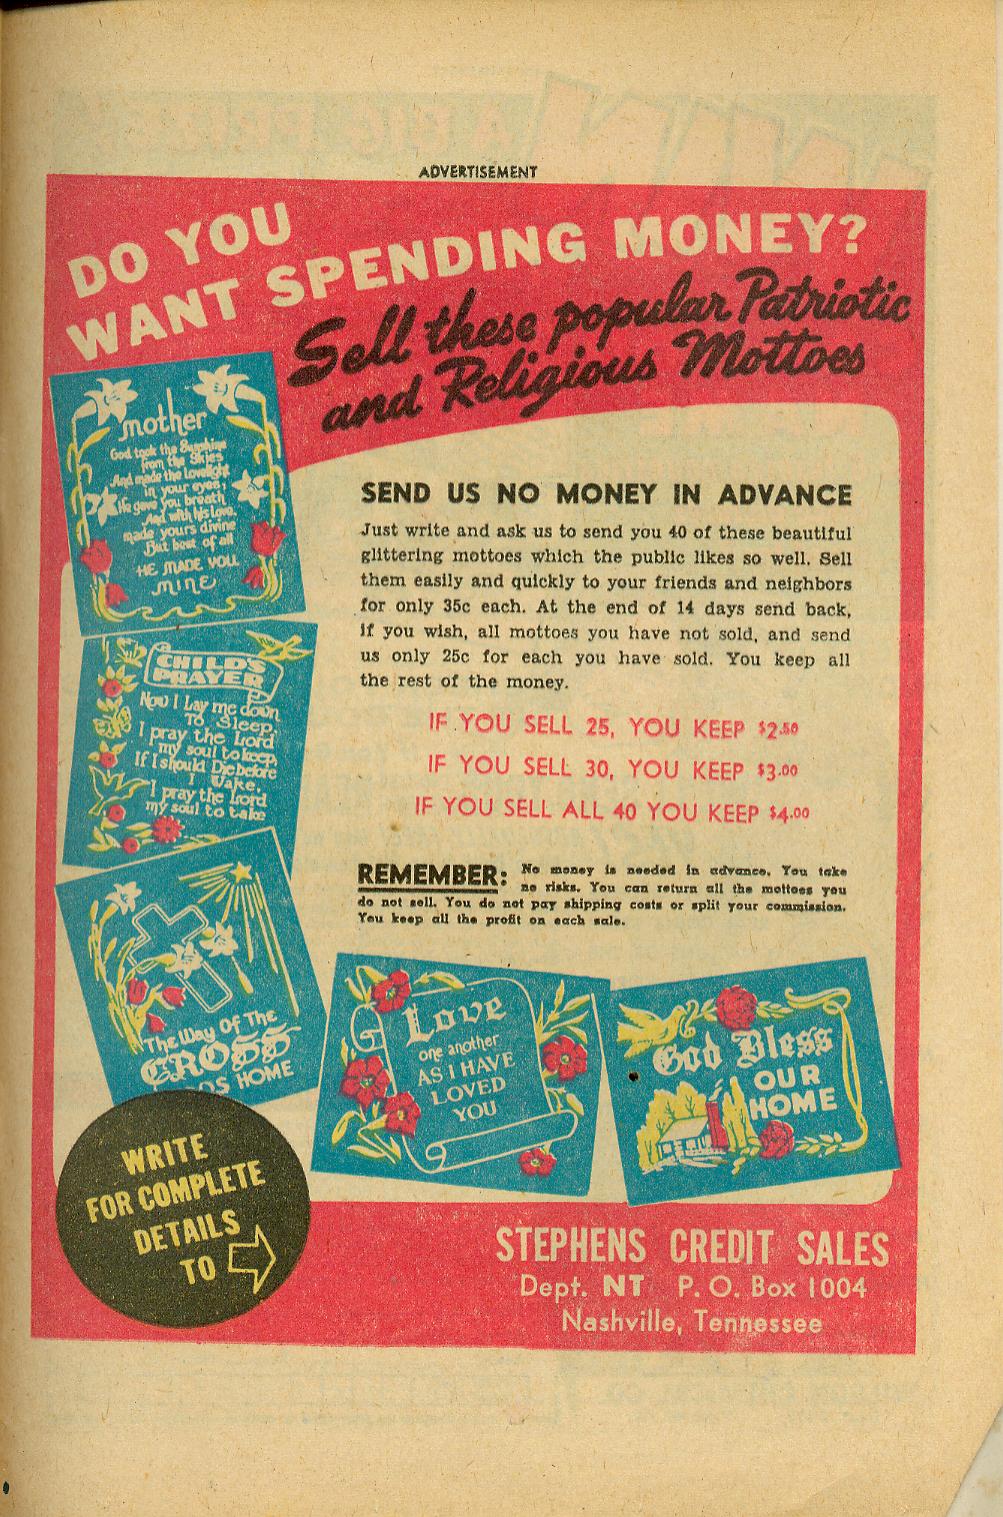 ADVERTISEMENT
DO YOU
WANT SPENDING MONEY?
Sell these popular Patriotic
and Religious Mottoes
mother
God took the Sunshine
from the Skies
And made the Lovelight
in your eyes;
He gave you breath
And with his Love.
made yours divine
But best of all
HE MADE YOU
MINE
CHILD'S
PRAYER
Now I Lay me down
To Sleep,
I pray the Lord
my soul to keep,
If I should Die before
I Wake,
I pray the Lord
my soul to take
The Way Of The
CROSS
DS HOME
SEND US NO MONEY IN ADVANCE
Just write and ask us to send you 40 of these beautiful
glittering mottoes which the public likes so well. Sell
them easily and quickly to your friends and neighbors
for only 35c each. At the end of 14 days send back,
if you wish, all mottoes you have not sold, and send
us only 25c for each you have sold. You keep all
the rest of the money.
IF YOU SELL 25, YOU KEEP $2.50
IF YOU SELL 30, YOU KEEP $3.00
IF YOU SELL ALL 40 YOU KEEP $4.00
REMEMBER: No money is needed in advance. You take
no risks. You can return all the mottoes you
do not sell. You do not pay shipping costs or split your commission.
You keep all the profit on each sale.
Love
one another
AS I HAVE
LOVED
YOU
God Bless
OUR
HOME
WRITE
FOR COMPLETE
DETAILS
TO
STEPHENS CREDIT SALES
Dept. NT P. O. Box 1004
Nashville, Tennessee